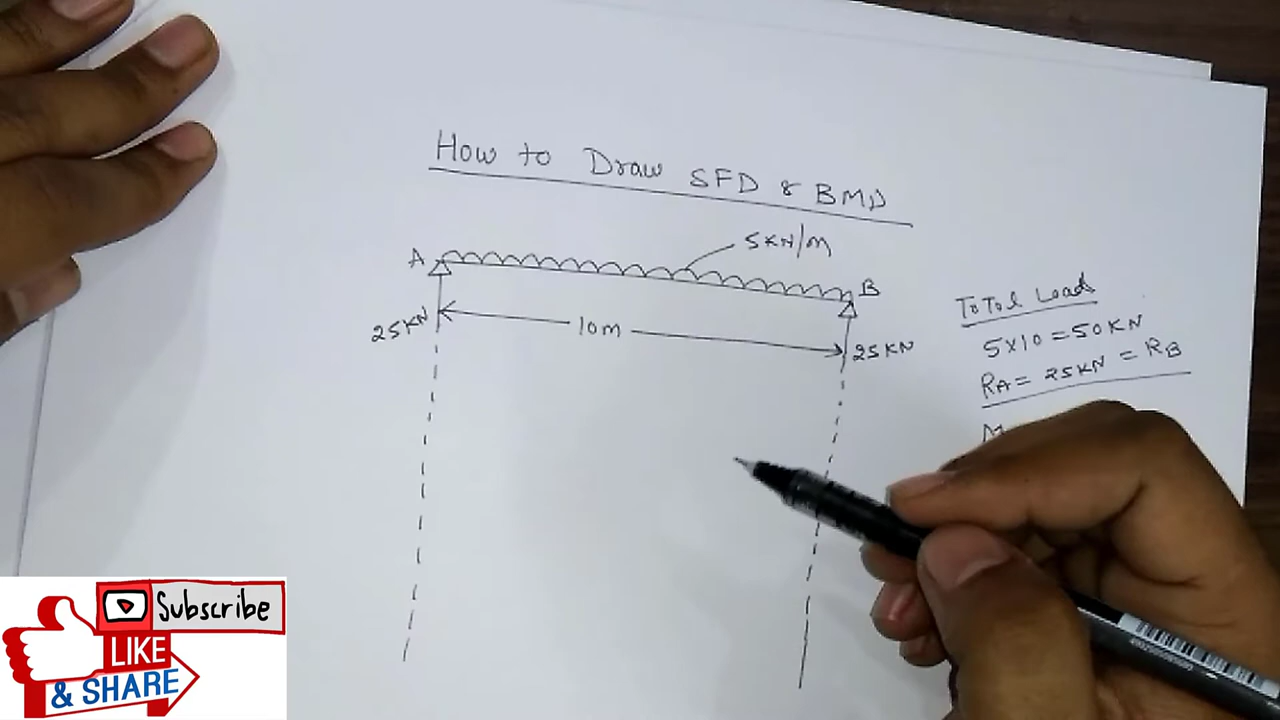 How to Draw SFD & BMD
5KN/m
A
B
25KN
10m
25KN
ToTal Load
5x10=50KN
RA= 25KN = RB
M
Subscribe
LIKE
& SHARE